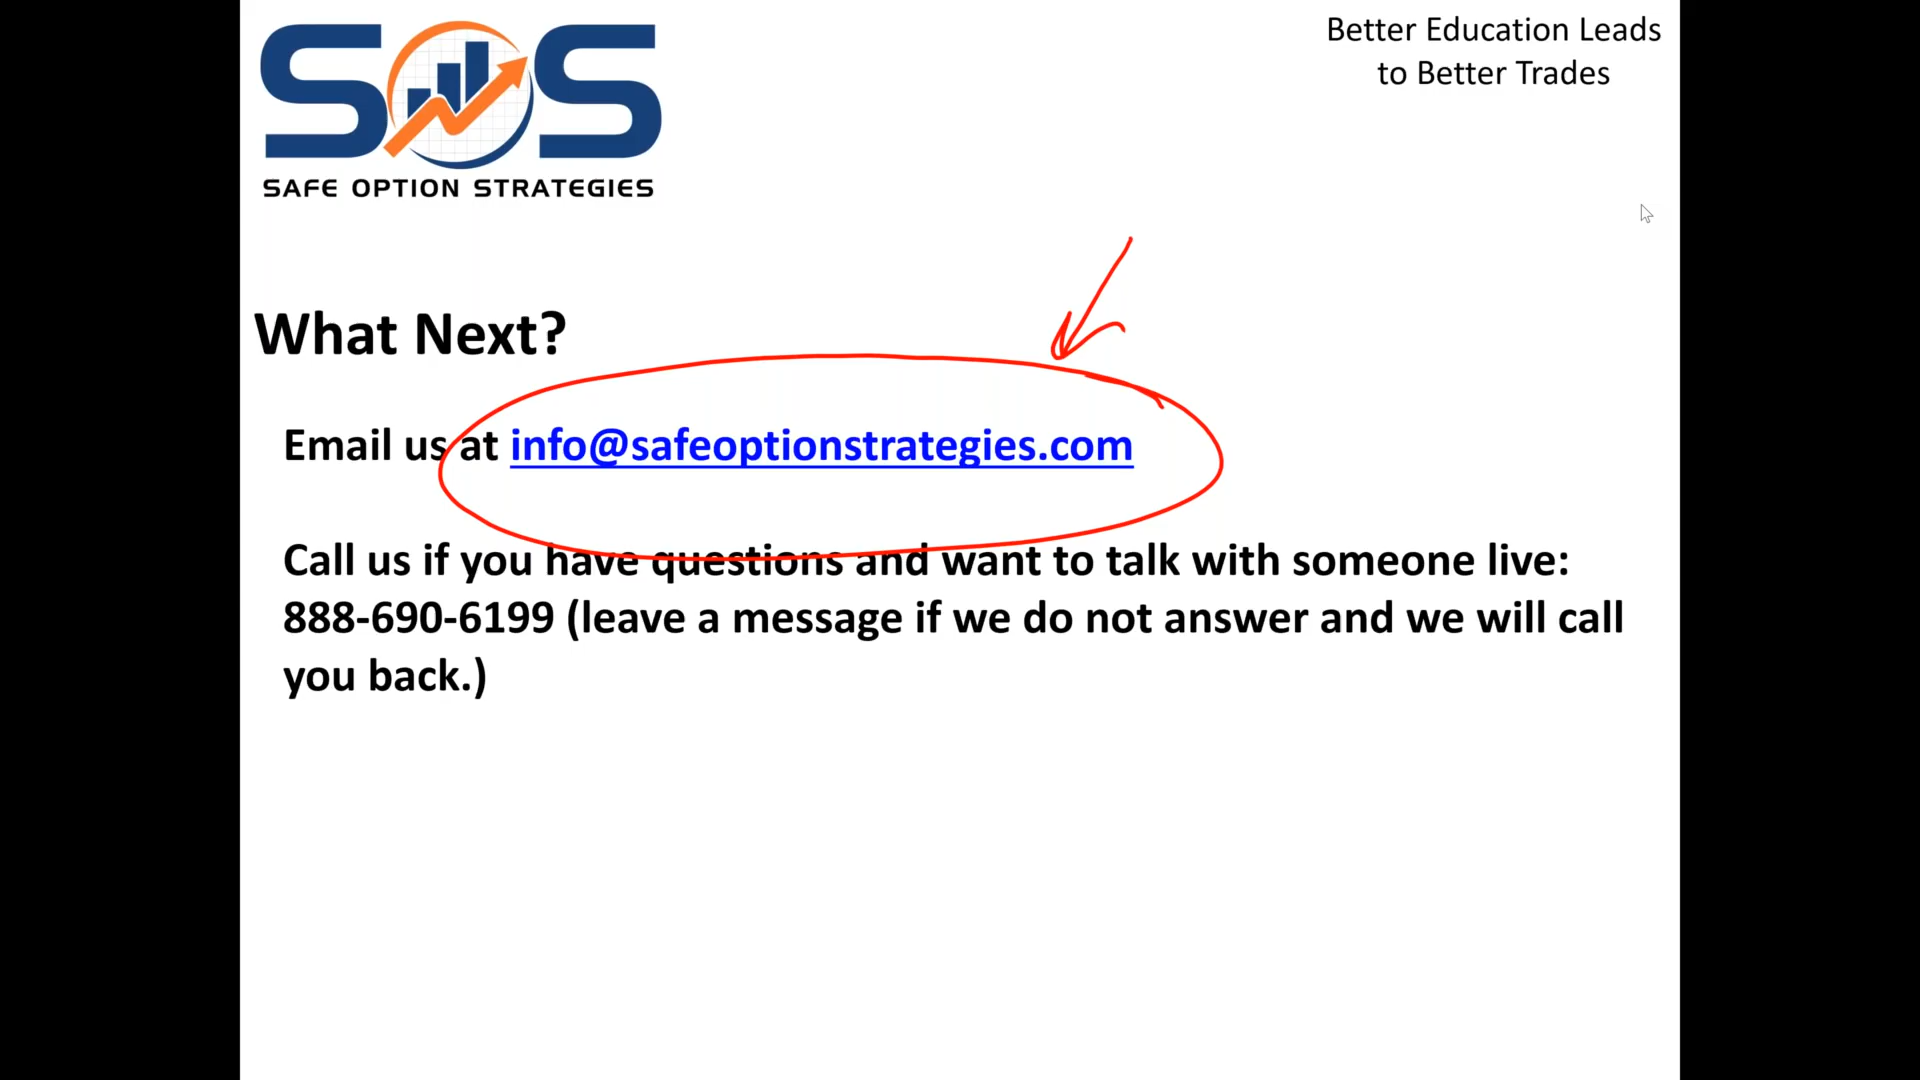 SOS
SAFE OPTION STRATEGIES
Better Education Leads
to Better Trades
What Next?
Email us at info@safeoptionstrategies.com
Call us if you have questions and want to talk with someone live:
888-690-6199 (leave a message if we do not answer and we will call
you back.)